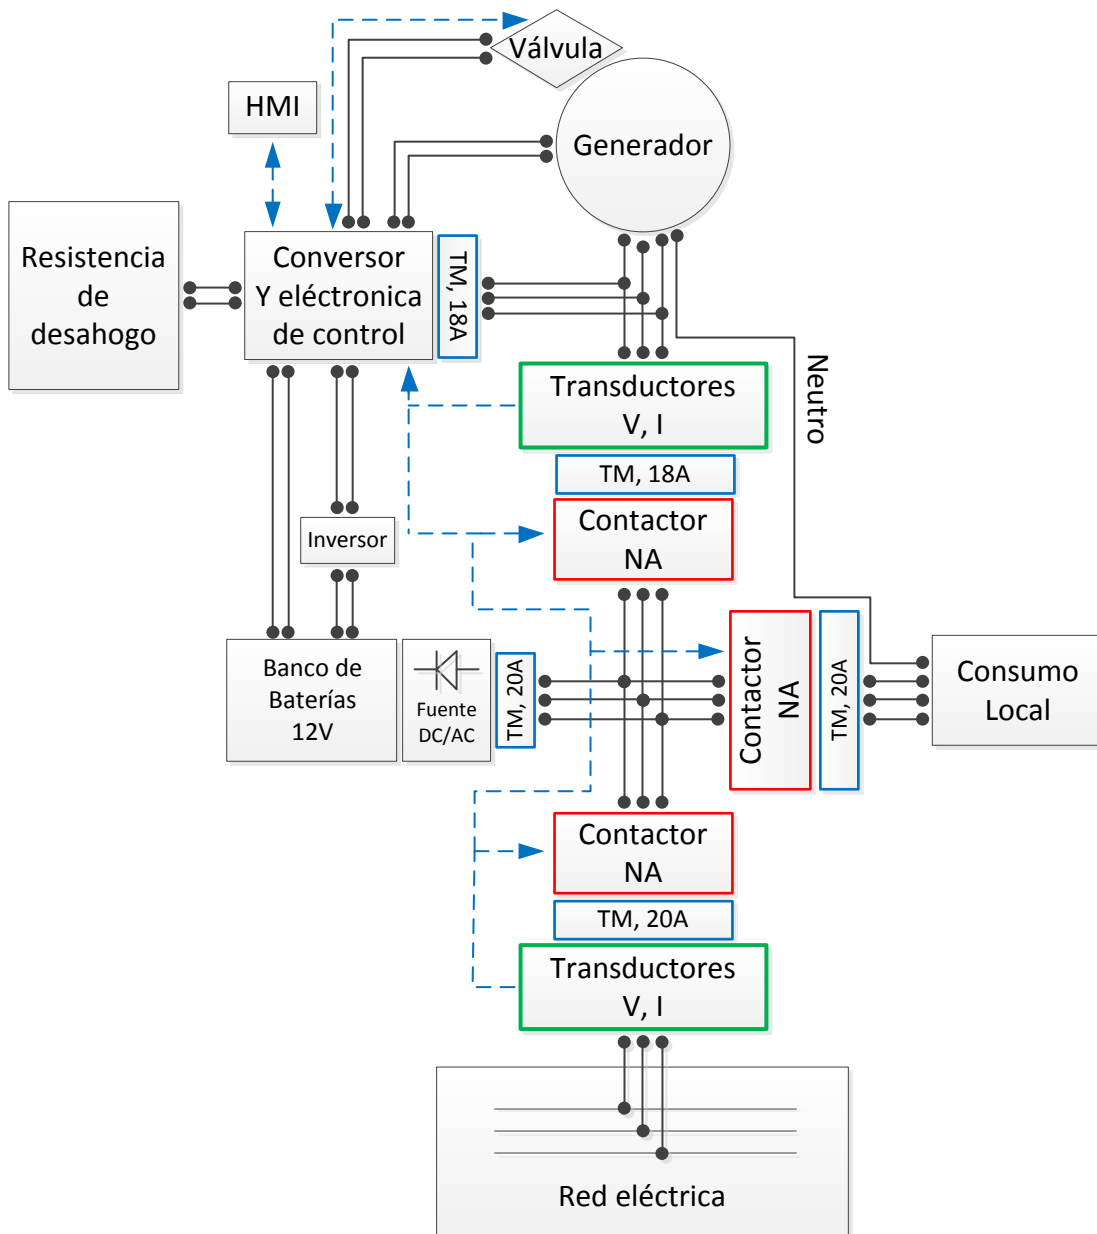 Válvula
HMI
Generador
Resistencia
de
desahogo
Conversor
Y eléctronica
de control
TM, 18A
Neutro
Transductores
V, I
TM, 18A
Contactor
NA
Inversor
Banco de
Baterías
12V
Fuente
DC/AC
TM, 20A
Contactor
NA
TM, 20A
Consumo
Local
Contactor
NA
TM, 20A
Transductores
V, I
Red eléctrica